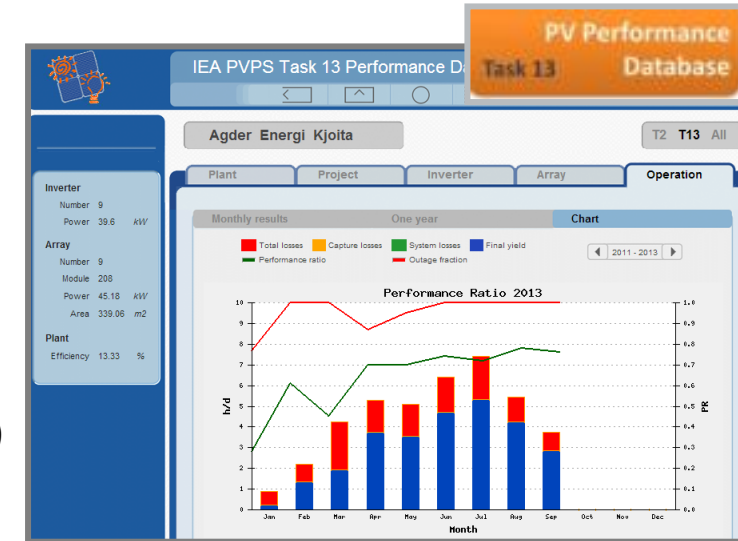 PV Performance
Task 13 Database
IEA PVPS Task 13 Performance D
Agder Energi Kjoita
T2 T13 All
Plant Project Inverter Array Operation
Monthly results One year Chart
Inverter
Number 9
Power 39.6 kW
Array
Number 9
Module 208
Power 45.18 kW
Area 339.06 m2
Plant
Efficiency 13.33 %
Total losses Capture losses System losses Final yield
Performance ratio Outage fraction
2011 - 2013
Performance Ratio 2013
10 1.0
9 0.9
8 0.8
7 0.7
6 0.6
5 0.5
4 0.4
3 0.3
2 0.2
1 0.1
0 0.0
h/d
PR
Jan Feb Mar Apr May Jun Jul Aug Sep Oct Nov Dec
Month
)